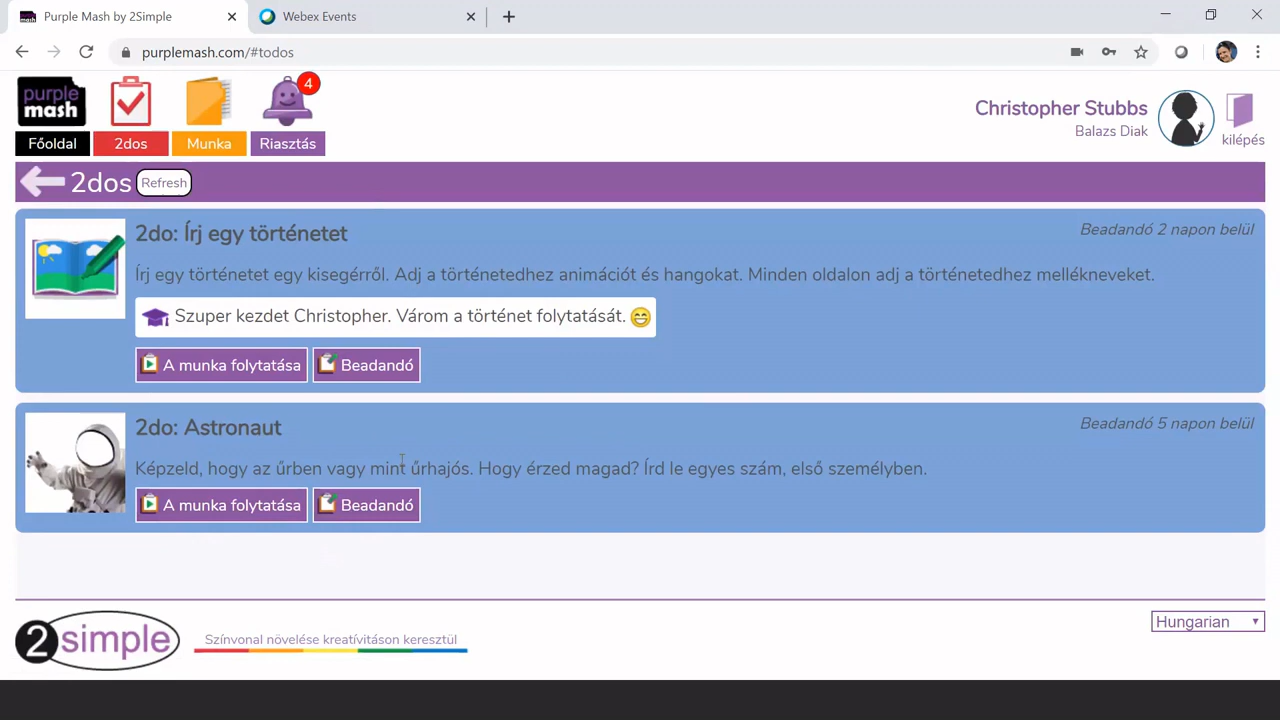 Purple Mash by 2Simple
Webex Events
purplemash.com/#todos
purple
mash
4
Főoldal
2dos
Munka
Riasztás
Christopher Stubbs
Balazs Diak
kilépés
2dos
Refresh
2do: Írj egy történetet
Beadandó 2 napon belül
Írj egy történetet egy kisegérről. Adj a történetedhez animációt és hangokat. Minden oldalon adj a történetedhez mellékneveket.
Szuper kezdet Christopher. Várom a történet folytatását.
A munka folytatása
Beadandó
2do: Astronaut
Beadandó 5 napon belül
Képzeld, hogy az űrben vagy mint űrhajós. Hogy érzed magad? Írd le egyes szám, első személyben.
A munka folytatása
Beadandó
2simple
Színvonal növelése kreatívitáson keresztül
Hungarian